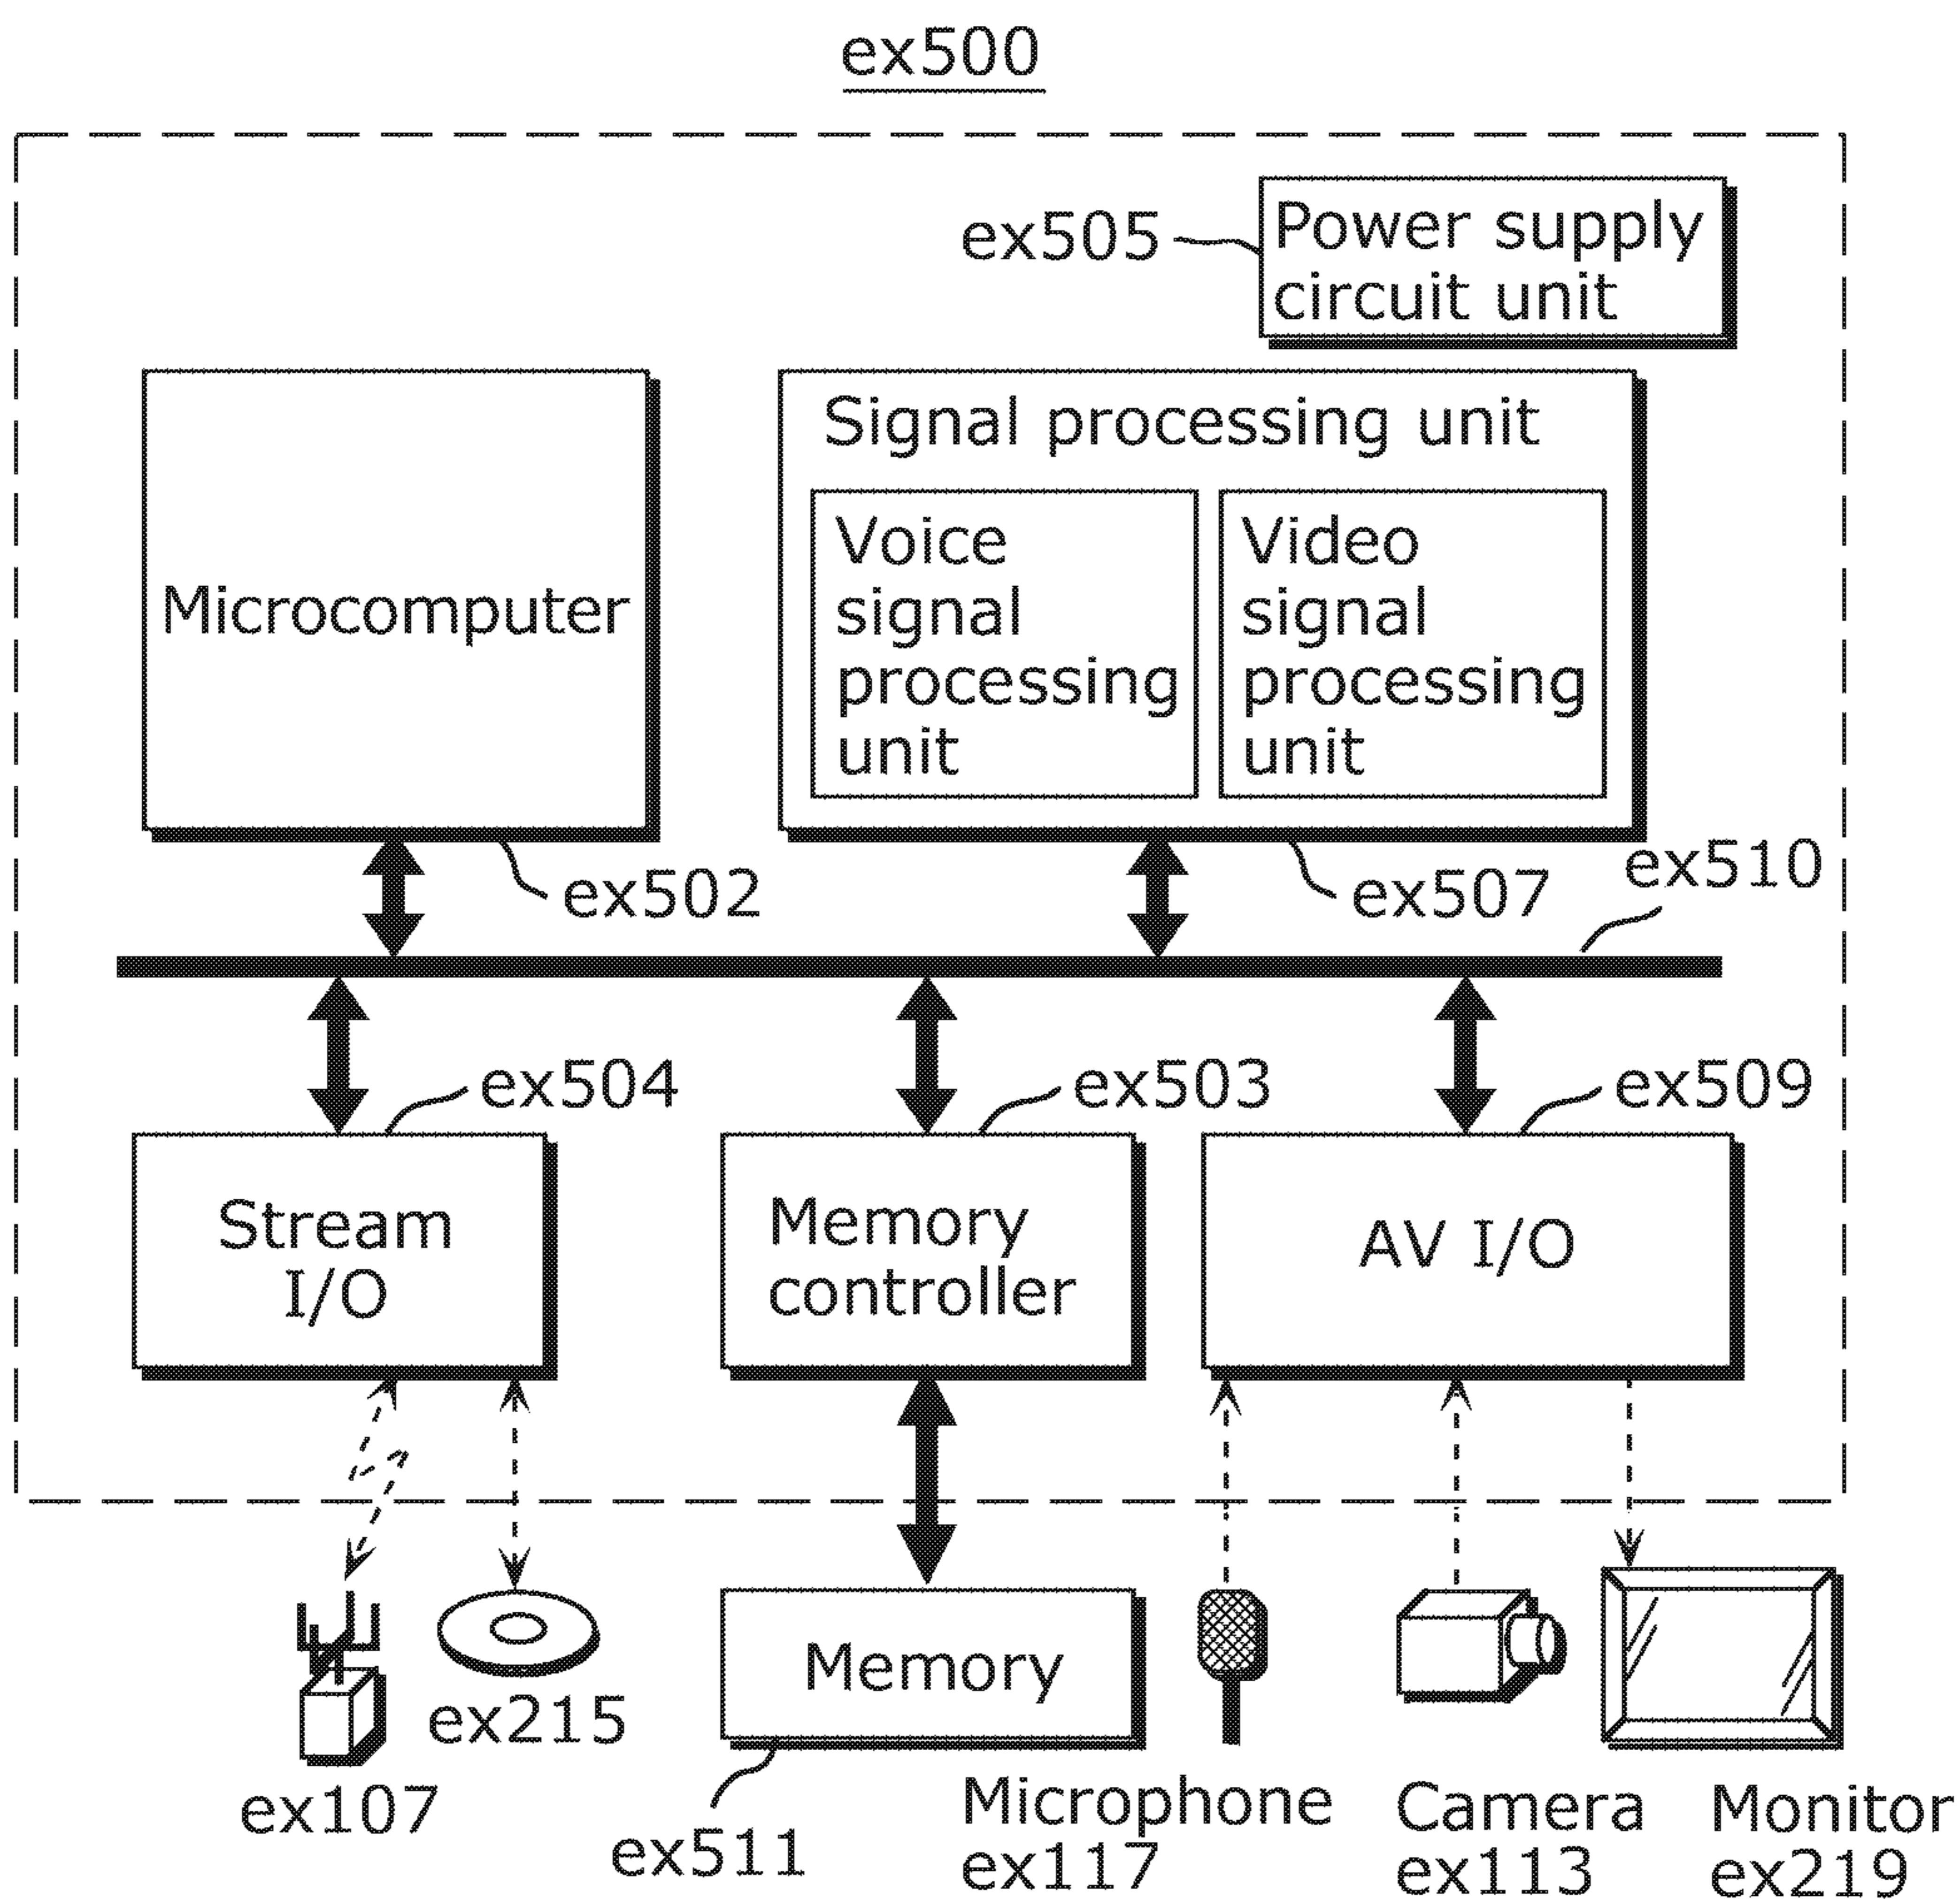 ex500
ex505
Power supply
circuit unit
Microcomputer
Signal processing unit
Voice
signal
processing
unit
Video
signal
processing
unit
ex502
ex507
ex510
ex504
ex503
ex509
Stream
I/O
Memory
controller
AV I/O
ex215
ex107
Memory
ex511
Microphone
ex117
Camera
ex113
Monitor
ex219